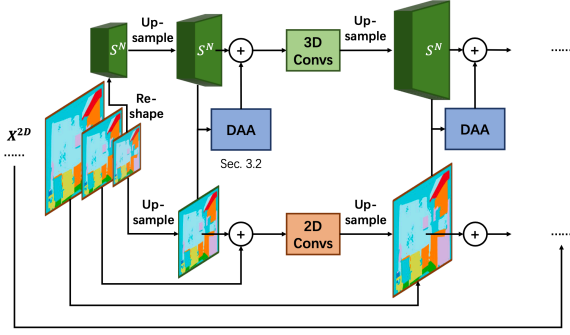 Up-
sample
Up-
sample
S^N
S^N
3D
Convs
S^N
......
Re-
shape
X^{2D}
......
DAA
DAA
Sec. 3.2
Up-
sample
2D
Convs
Up-
sample
......